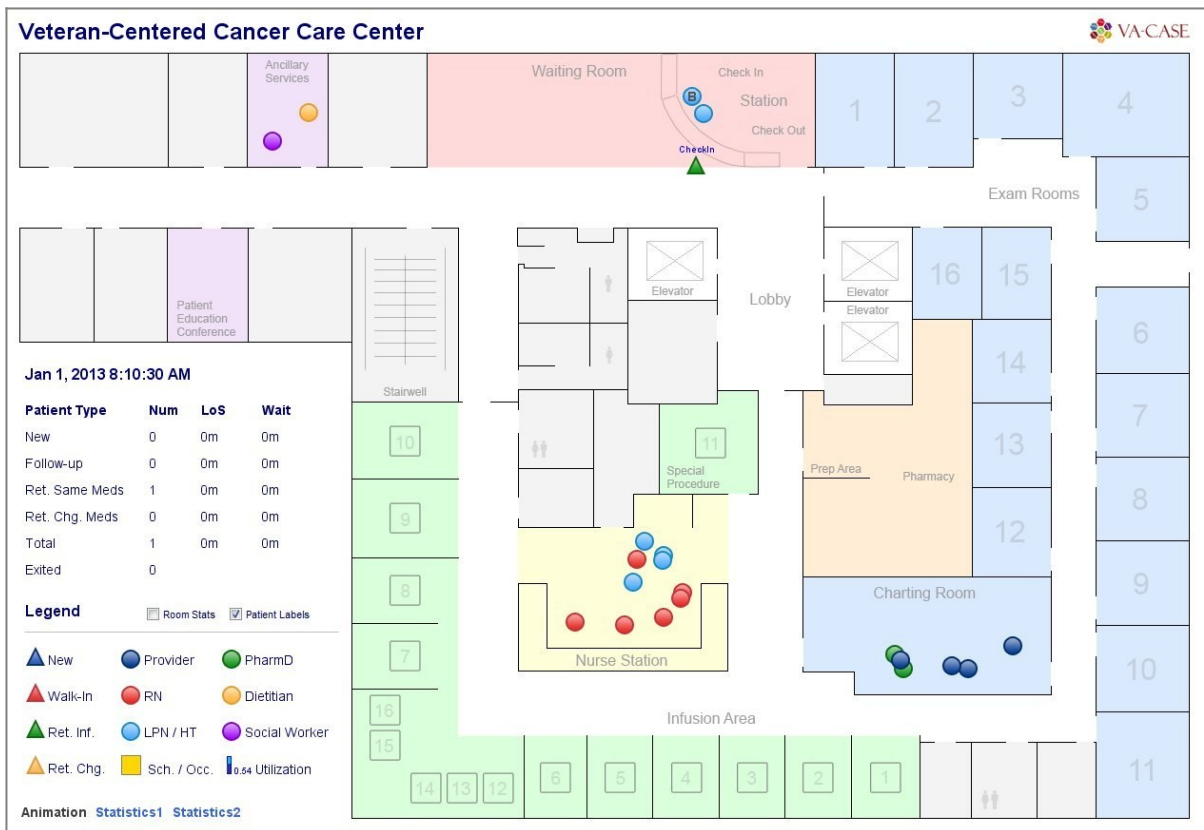 Veteran-Centered Cancer Care Center
VA-CASE
Ancillary
Services
Waiting Room
Check In
Station
Check Out
B
CheckIn
1
2
3
4
5
Exam Rooms
Patient
Education
Conference
Stairwell
Elevator
Lobby
Elevator
Elevator
16
15
14
13
12
6
7
8
9
10
11
Jan 1, 2013 8:10:30 AM
Patient Type Num LoS Wait
New 0 0m 0m
Follow-up 0 0m 0m
Ret. Same Meds 1 0m 0m
Ret. Chg. Meds 0 0m 0m
Total 1 0m 0m
Exited 0
Legend
Room Stats
Patient Labels
New
Provider
PharmD
Walk-In
RN
Dietitian
Ret. Inf.
LPN / HT
Social Worker
Ret. Chg.
Sch. / Occ.
0.54 Utilization
Animation Statistics1 Statistics2
10
9
8
7
16
15
14
13
12
6
5
4
3
2
1
11
Special
Procedure
Prep Area
Pharmacy
Nurse Station
Charting Room
Infusion Area